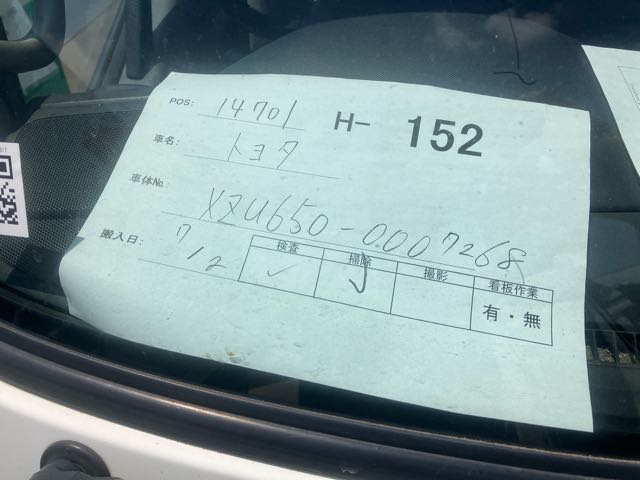 POS: 14701 H- 152
車名: トヨタ
車体No.: XZU650-0007268
搬入日: 7/2
検査 掃除 撮影 看板作業
✓ ✓ 有・無